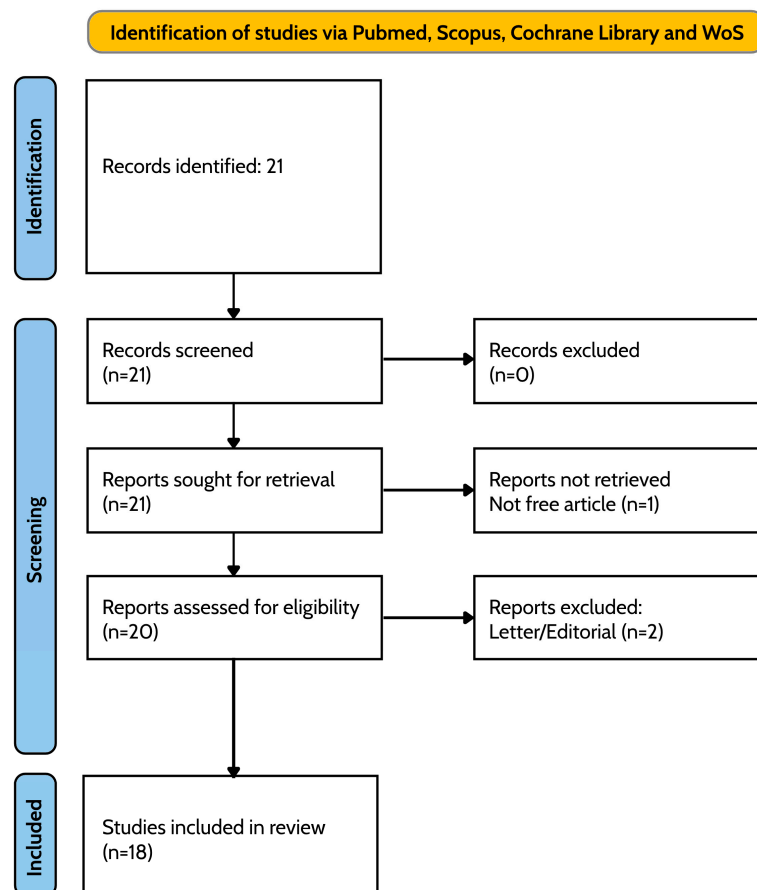 Identification of studies via Pubmed, Scopus, Cochrane Library and WoS
Identification
Records identified: 21
Screening
Records screened
(n=21)
Records excluded
(n=0)
Reports sought for retrieval
(n=21)
Reports not retrieved
Not free article (n=1)
Reports assessed for eligibility
(n=20)
Reports excluded:
Letter/Editorial (n=2)
Included
Studies included in review
(n=18)